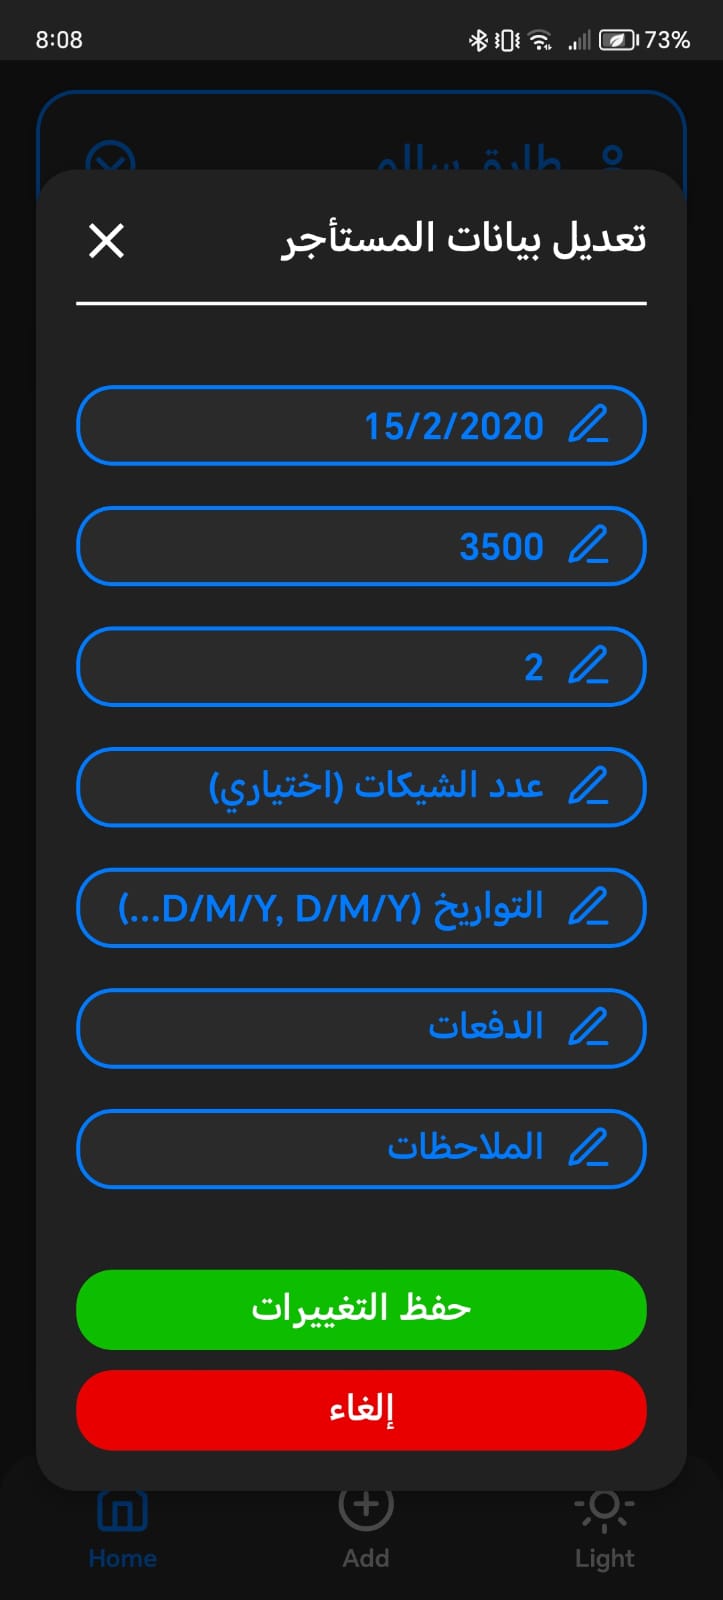 8:08
73%
طارق سالم
تعديل بيانات المستأجر
15/2/2020
3500
2
عدد الشيكات (اختياري)
التواريخ (D/M/Y, D/M/Y...)
الدفعات
الملاحظات
حفظ التغييرات
إلغاء
Home
Add
Light